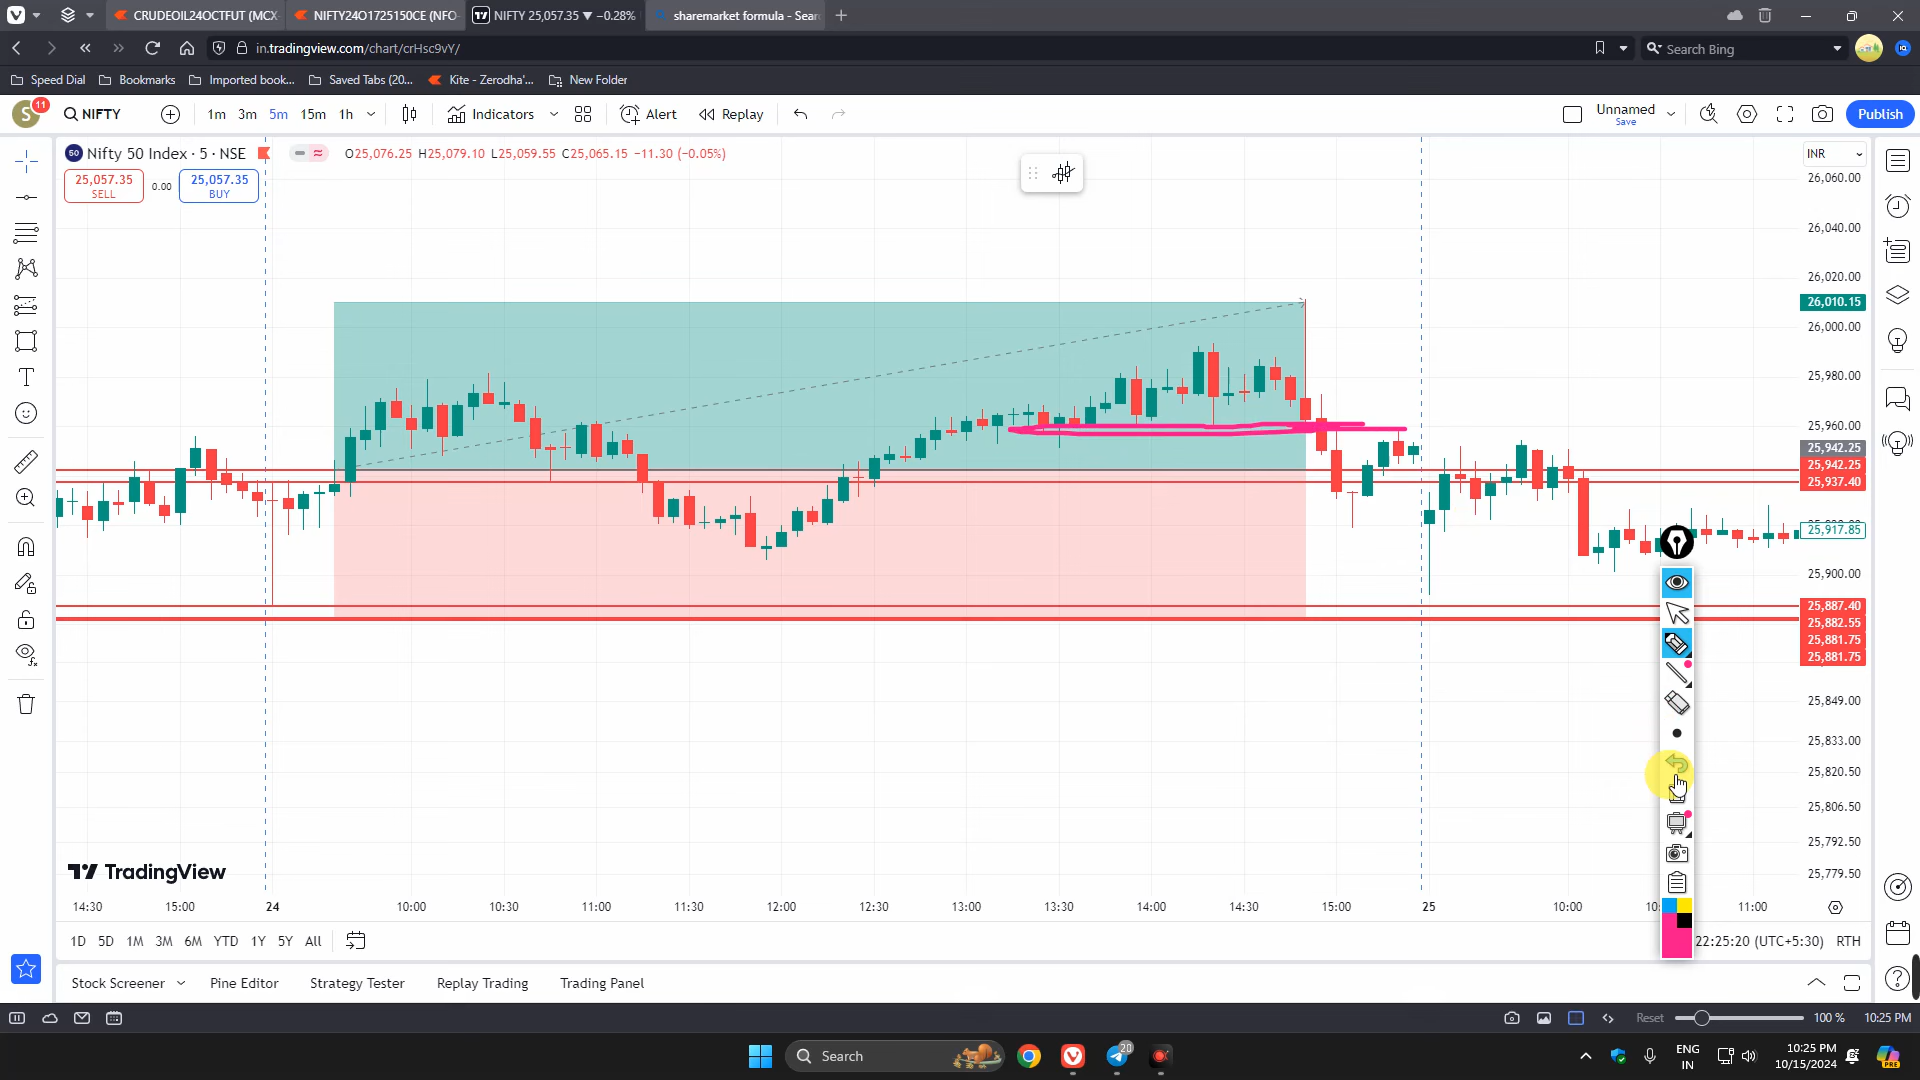 CRUDEOIL24OCTFUT (MCX
NIFTY24O1725150CE (NFO
NIFTY 25,057.35 ▼ −0.28%
sharemarket formula - Sear
in.tradingview.com/chart/crHsc9vY/
Search Bing
Speed Dial
Bookmarks
Imported book...
Saved Tabs (20...
Kite - Zerodha'...
New Folder
S
11
NIFTY
1m
3m
5m
15m
1h
Indicators
Alert
Replay
Unnamed
Save
Publish
50
Nifty 50 Index · 5 · NSE
O25,076.25 H25,079.10 L25,059.55 C25,065.15 −11.30 (−0.05%)
INR
25,057.35
SELL
0.00
25,057.35
BUY
26,060.00
26,040.00
26,020.00
26,010.15
26,000.00
25,980.00
25,960.00
25,942.25
25,942.25
25,937.40
25,917.85
25,900.00
25,887.40
25,882.55
25,881.75
25,881.75
25,849.00
25,833.00
25,820.50
25,806.50
25,792.50
25,779.50
TradingView
14:30
15:00
24
10:00
10:30
11:00
11:30
12:00
12:30
13:00
13:30
14:00
14:30
15:00
25
10:00
11:00
1D
5D
1M
3M
6M
YTD
1Y
5Y
All
22:25:20 (UTC+5:30)
RTH
Stock Screener
Pine Editor
Strategy Tester
Replay Trading
Trading Panel
Reset
100 %
10:25 PM
Search
20
ENG
IN
10:25 PM
10/15/2024
PRE